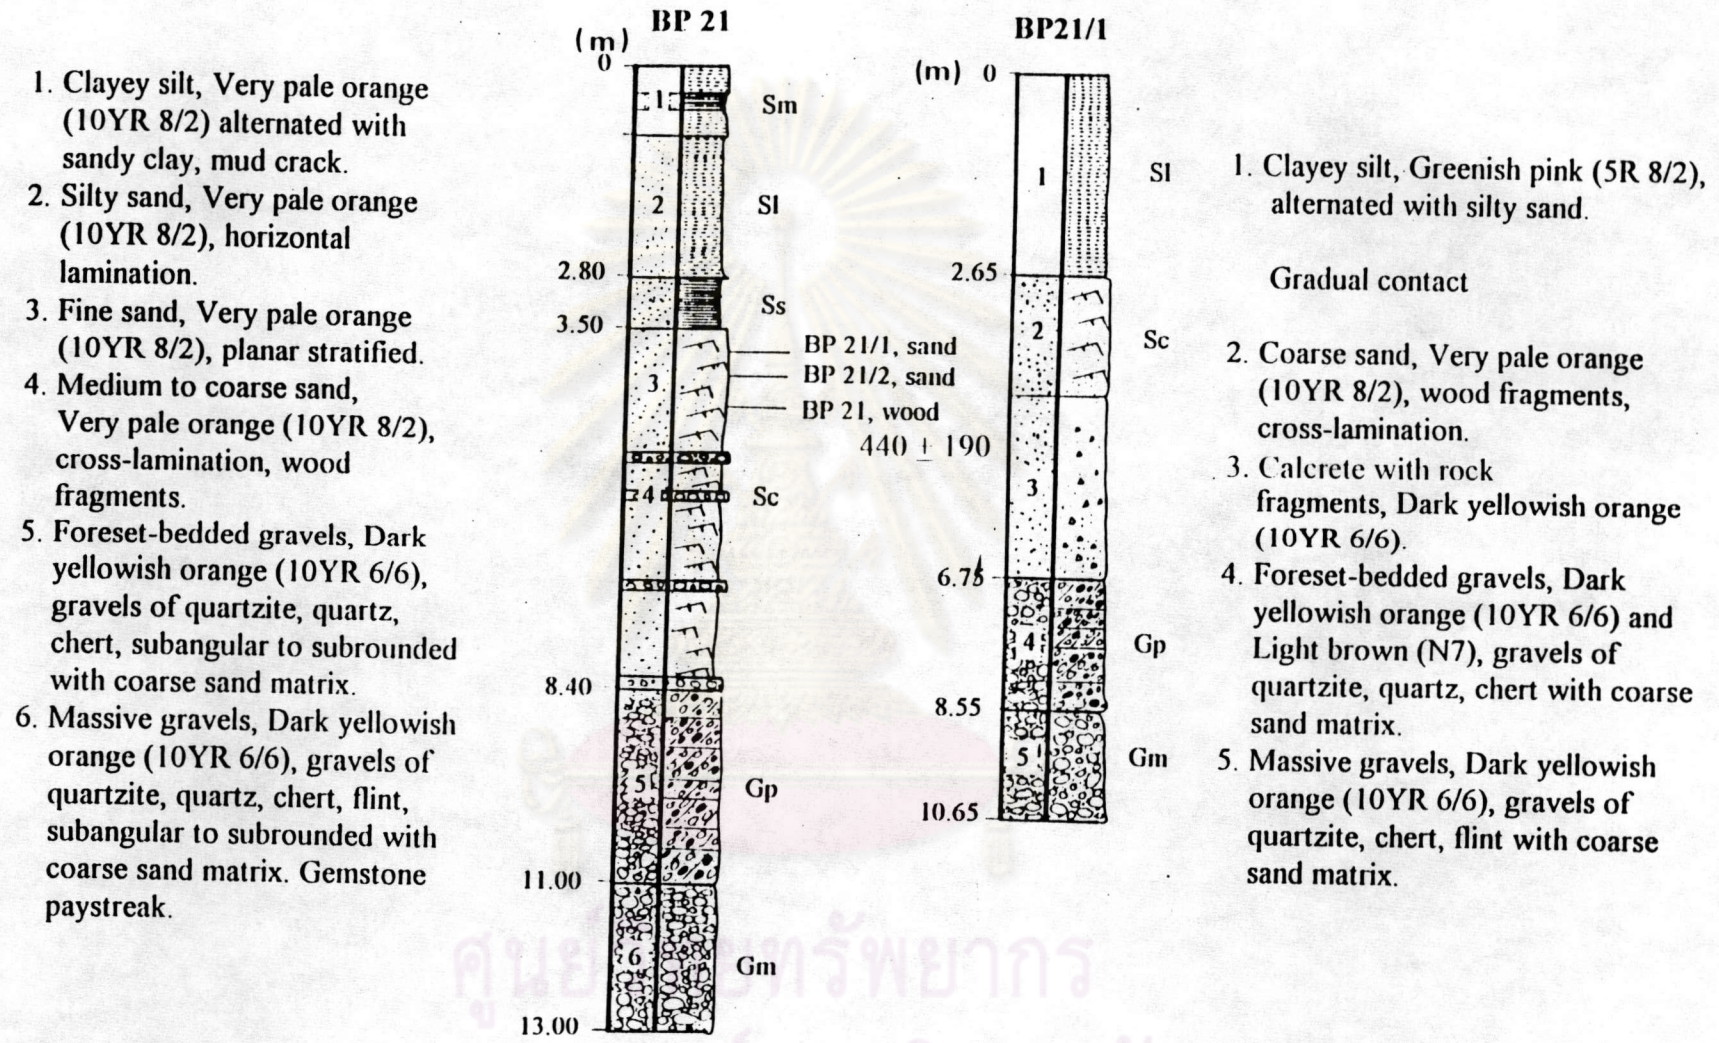 BP 21
(m)
0
1. Clayey silt, Very pale orange
(10YR 8/2) alternated with
sandy clay, mud crack.
2. Silty sand, Very pale orange
(10YR 8/2), horizontal
lamination.
3. Fine sand, Very pale orange
(10YR 8/2), planar stratified.
4. Medium to coarse sand,
Very pale orange (10YR 8/2),
cross-lamination, wood
fragments.
5. Foreset-bedded gravels, Dark
yellowish orange (10YR 6/6),
gravels of quartzite, quartz,
chert, subangular to subrounded
with coarse sand matrix.
6. Massive gravels, Dark yellowish
orange (10YR 6/6), gravels of
quartzite, quartz, chert, flint,
subangular to subrounded with
coarse sand matrix. Gemstone
paystreak.
1
Sm
2
Sl
2.80
Ss
3.50
3
BP 21/1, sand
BP 21/2, sand
BP 21, wood
440 ± 190
4
Sc
8.40
5
Gp
11.00
6
Gm
13.00
BP21/1
(m) 0
1
Sl
2.65
2
Sc
3
6.75
4
Gp
8.55
5
Gm
10.65
1. Clayey silt, Greenish pink (5R 8/2),
alternated with silty sand.
Gradual contact
2. Coarse sand, Very pale orange
(10YR 8/2), wood fragments,
cross-lamination.
3. Calcrete with rock
fragments, Dark yellowish orange
(10YR 6/6).
4. Foreset-bedded gravels, Dark
yellowish orange (10YR 6/6) and
Light brown (N7), gravels of
quartzite, quartz, chert with coarse
sand matrix.
5. Massive gravels, Dark yellowish
orange (10YR 6/6), gravels of
quartzite, chert, flint with coarse
sand matrix.